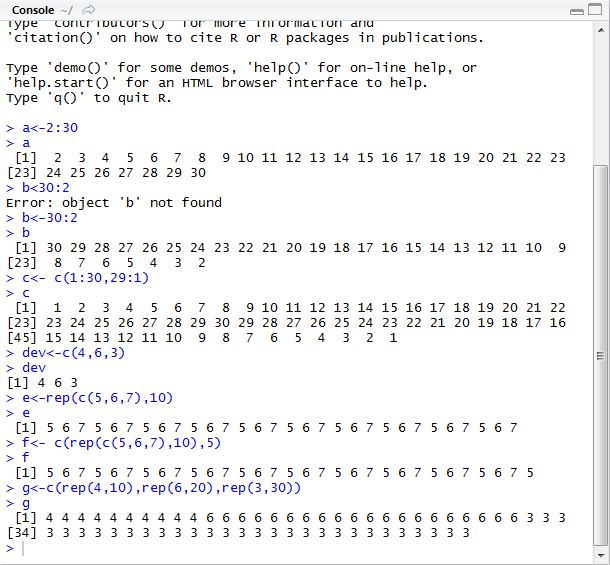 Console ~/
Type 'contributors()' for more information and
'citation()' on how to cite R or R packages in publications.
Type 'demo()' for some demos, 'help()' for on-line help, or
'help.start()' for an HTML browser interface to help.
Type 'q()' to quit R.
> a<-2:30
> a
 [1]  2  3  4  5  6  7  8  9 10 11 12 13 14 15 16 17 18 19 20 21 22 23
[23] 24 25 26 27 28 29 30
> b<30:2
Error: object 'b' not found
> b<-30:2
> b
 [1] 30 29 28 27 26 25 24 23 22 21 20 19 18 17 16 15 14 13 12 11 10  9
[23]  8  7  6  5  4  3  2
> c<- c(1:30,29:1)
> c
 [1]  1  2  3  4  5  6  7  8  9 10 11 12 13 14 15 16 17 18 19 20 21 22
[23] 23 24 25 26 27 28 29 30 29 28 27 26 25 24 23 22 21 20 19 18 17 16
[45] 15 14 13 12 11 10  9  8  7  6  5  4  3  2  1
> dev<-c(4,6,3)
> dev
[1] 4 6 3
> e<-rep(c(5,6,7),10)
> e
 [1] 5 6 7 5 6 7 5 6 7 5 6 7 5 6 7 5 6 7 5 6 7 5 6 7 5 6 7 5 6 7
> f<- c(rep(c(5,6,7),10),5)
> f
 [1] 5 6 7 5 6 7 5 6 7 5 6 7 5 6 7 5 6 7 5 6 7 5 6 7 5 6 7 5 6 7 5
> g<-c(rep(4,10),rep(6,20),rep(3,30))
> g
 [1] 4 4 4 4 4 4 4 4 4 4 6 6 6 6 6 6 6 6 6 6 6 6 6 6 6 6 6 6 6 6 3 3 3
[34] 3 3 3 3 3 3 3 3 3 3 3 3 3 3 3 3 3 3 3 3 3 3 3 3 3 3 3
>